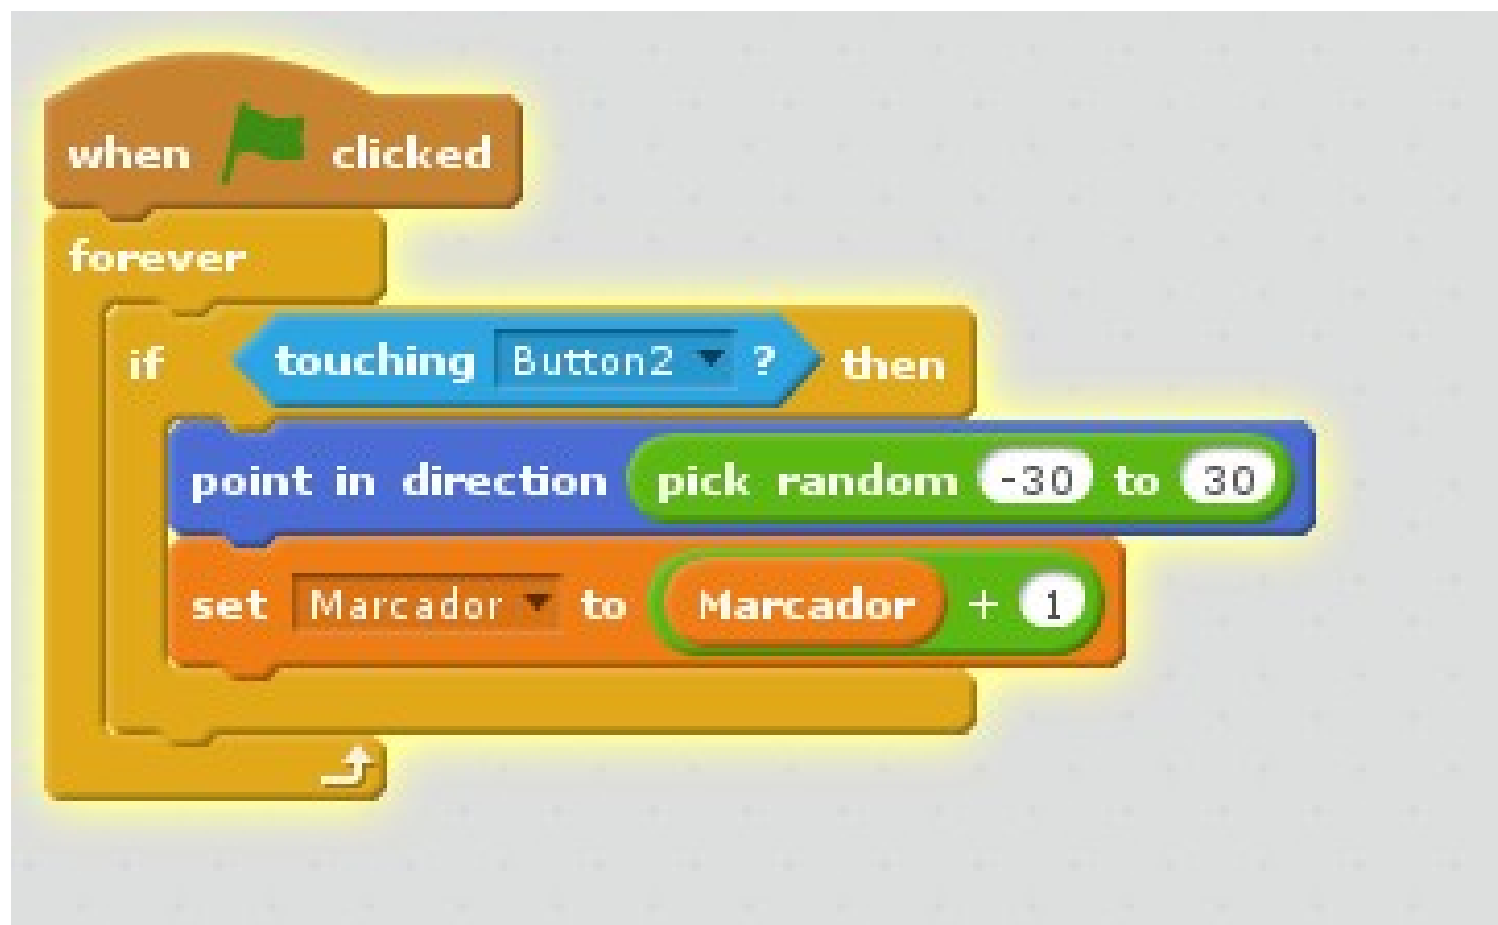 when clicked
forever
if touching Button2 ? then
point in direction pick random -30 to 30
set Marcador to Marcador + 1